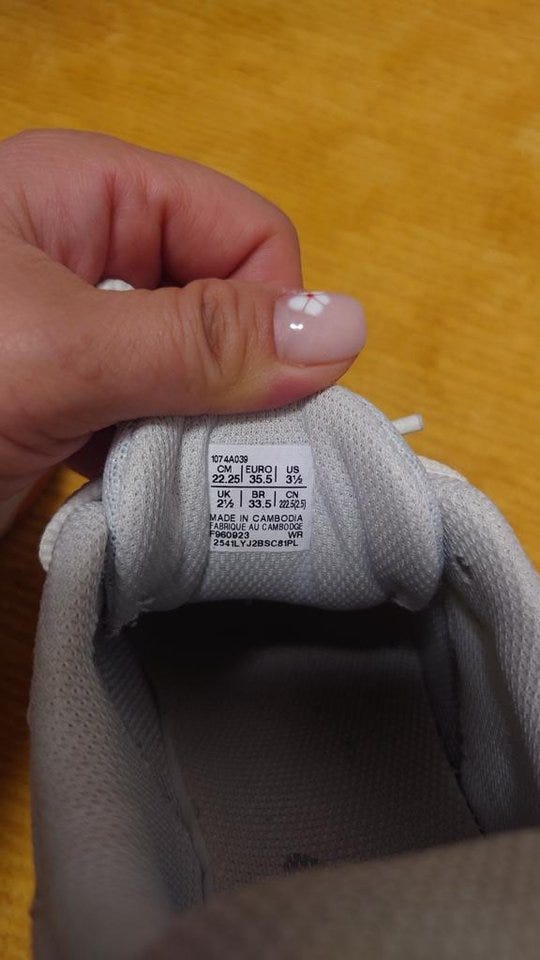 1074A039
CM EURO US
22.25 35.5 3½
UK BR CN
2½ 33.5 222.5(2.5)
MADE IN CAMBODIA
FABRIQUE AU CAMBODGE
F960923 WR
2541LYJ2BSC81PL